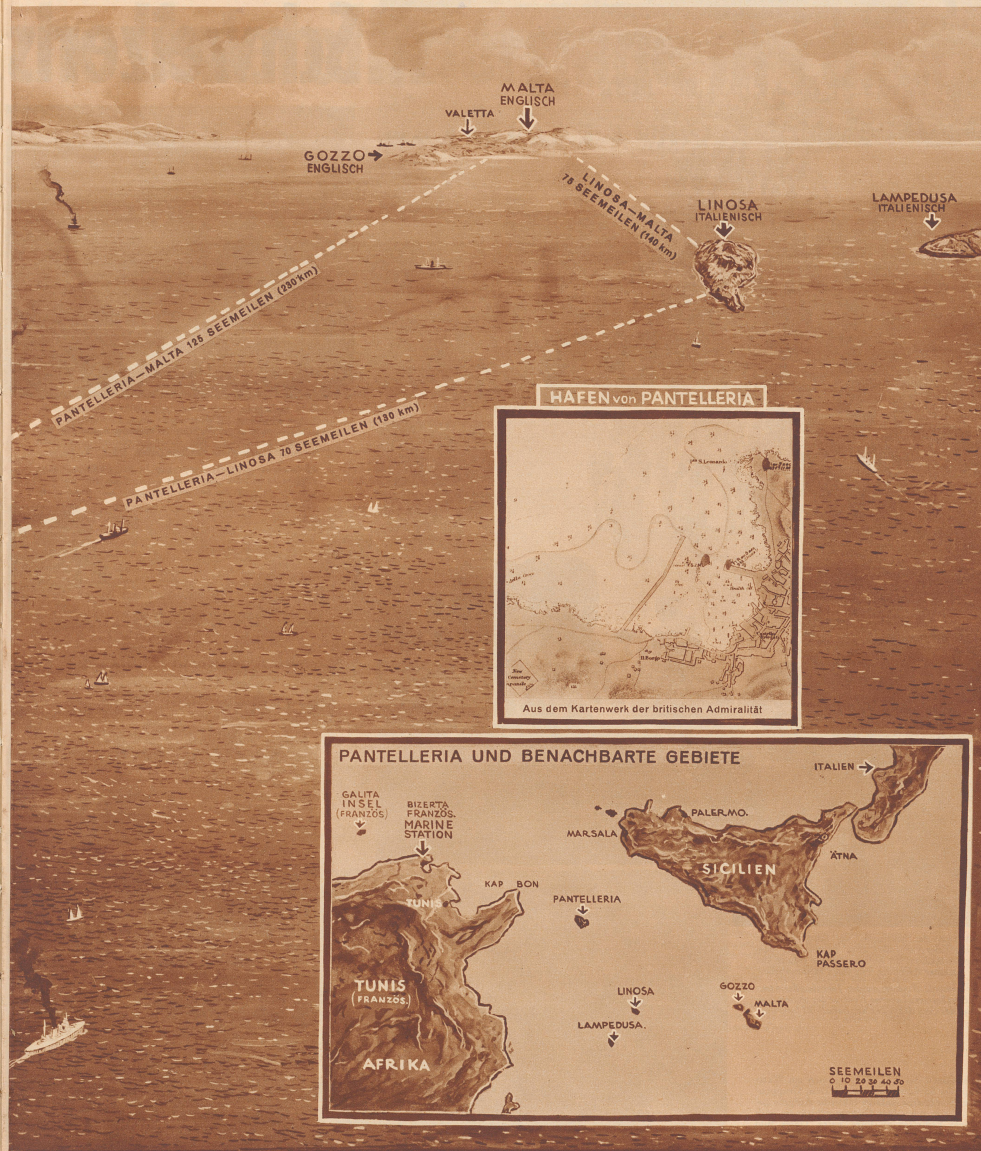 MALTA
ENGLISCH
VALETTA
GOZZO
ENGLISCH
LINOSA—MALTA
75 SEEMEILEN (140 km)
LINOSA
ITALIENISCH
LAMPEDUSA
ITALIENISCH
PANTELLERIA—MALTA 125 SEEMEILEN (230 km)
PANTELLERIA—LINOSA 70 SEEMEILEN (130 km)
HAFEN von PANTELLERIA
Aus dem Kartenwerk der britischen Admiralität
PANTELLERIA UND BENACHBARTE GEBIETE
ITALIEN
GALITA
INSEL
(FRANZÖS)
BIZERTA
FRANZÖS.
MARINE
STATION
MARSALA
PALERMO.
SICILIEN
ÄTNA
KAP BON
TUNIS
PANTELLERIA
KAP
PASSERO
TUNIS
(FRANZÖS.)
LINOSA
GOZZO
MALTA
LAMPEDUSA.
AFRIKA
SEEMEILEN
0 10 20 30 40 50